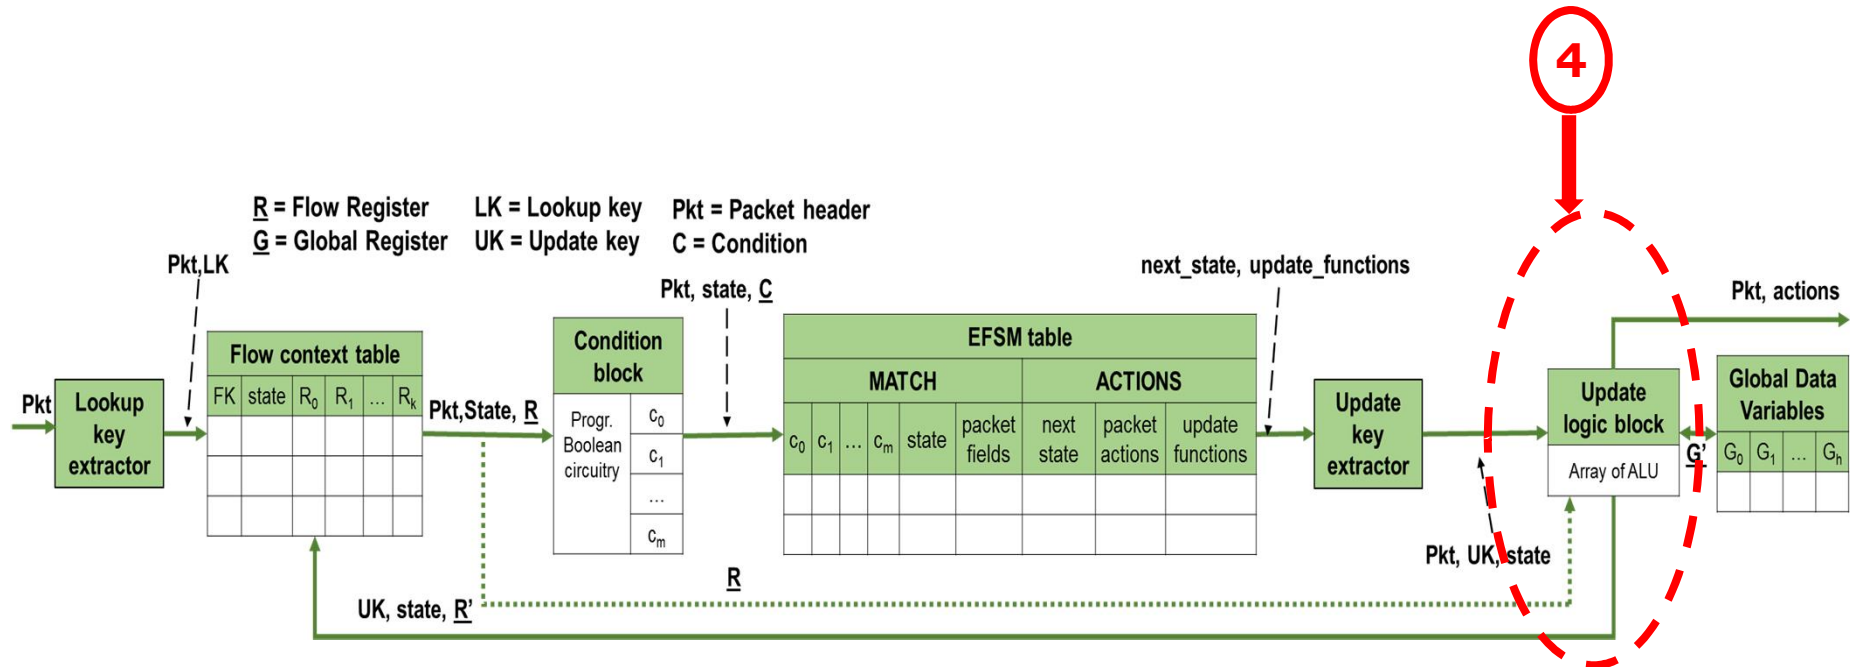 4
R = Flow Register LK = Lookup key Pkt = Packet header
G = Global Register UK = Update key C = Condition
Pkt,LK
Pkt, state, C
next_state, update_functions
Pkt, actions
Pkt
Lookup
key
extractor
Flow context table
FK state R₀ R₁ ... Rₖ
Pkt,State, R
Condition
block
Progr.
Boolean
circuitry
c₀
c₁
...
cₘ
EFSM table
MATCH ACTIONS
c₀ c₁ ... cₘ state packet fields next state packet actions update functions
Update
key
extractor
Update
logic block
Array of ALU
G'
Global Data
Variables
G₀ G₁ ... Gₕ
Pkt, UK, state
R
UK, state, R'